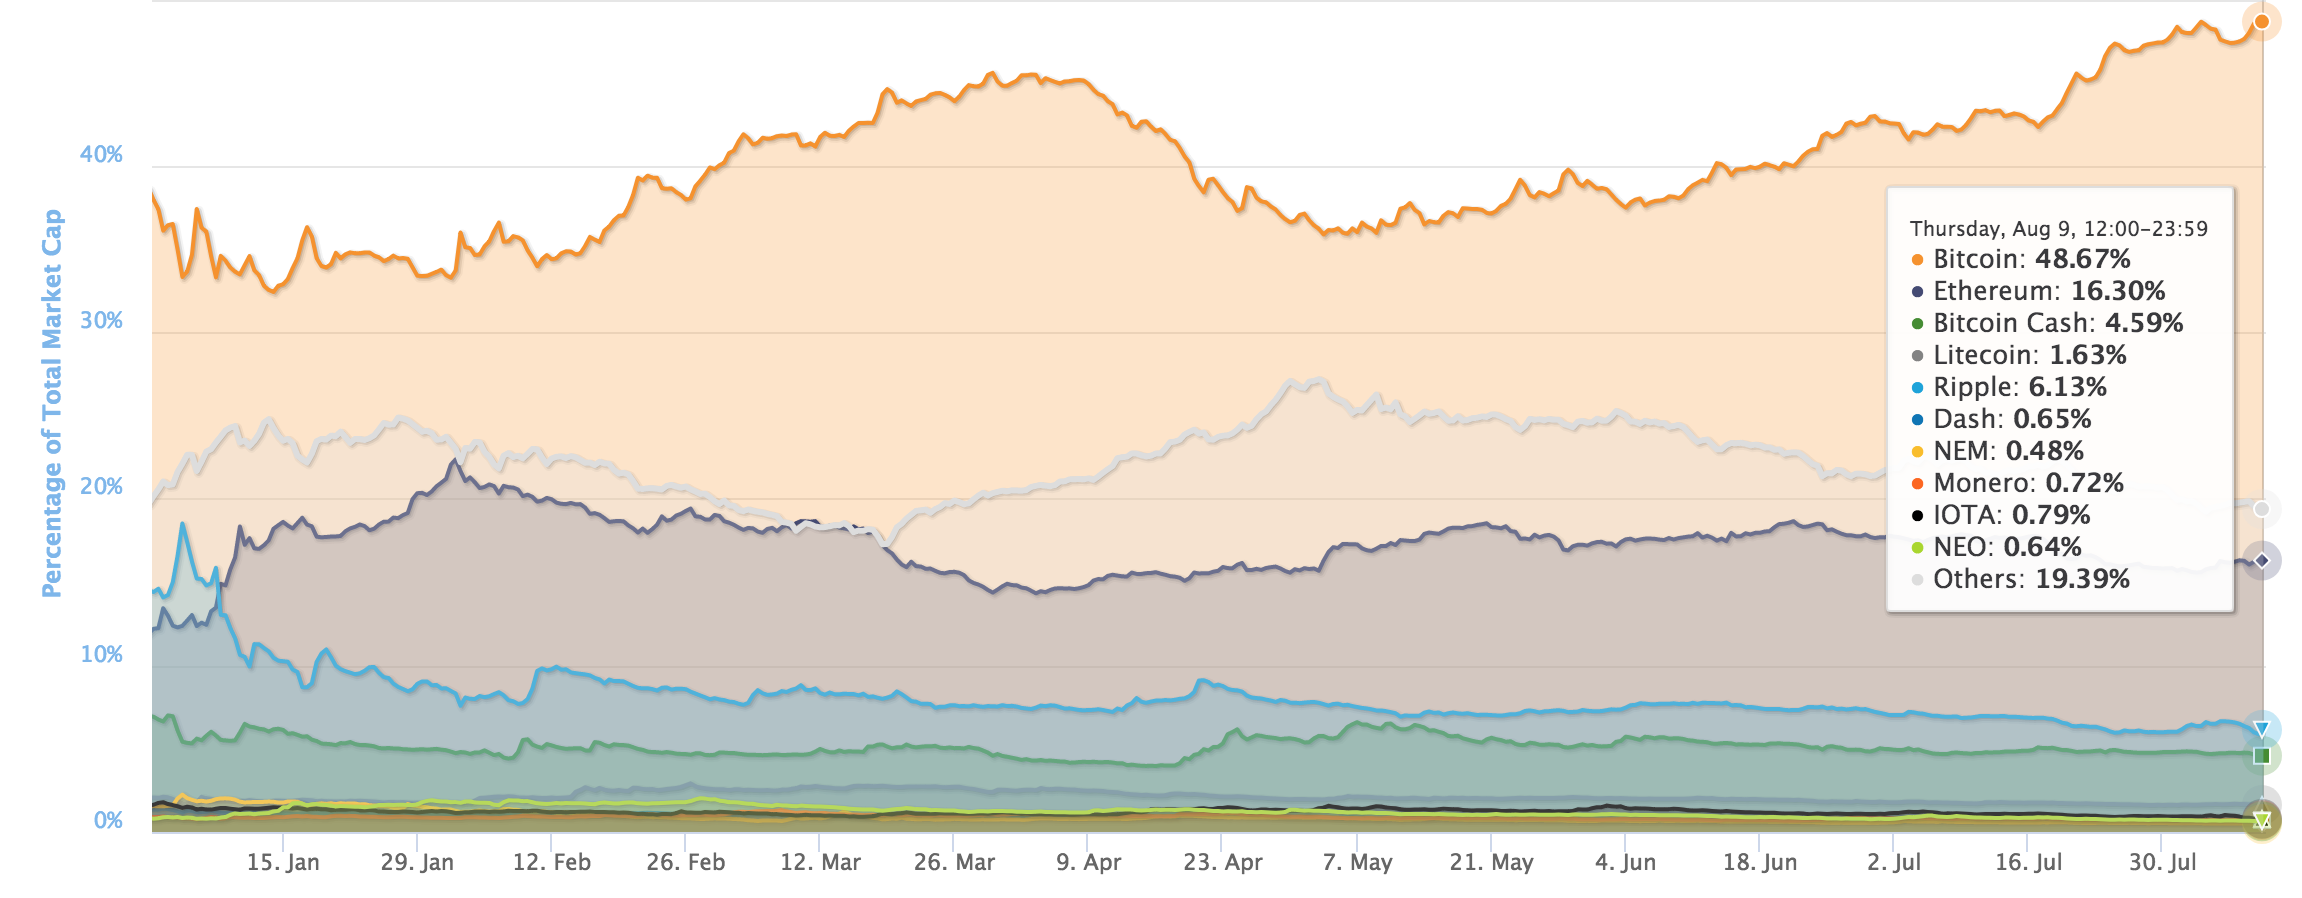 Percentage of Total Market Cap
40%
30%
20%
10%
0%
Thursday, Aug 9, 12:00-23:59
Bitcoin: 48.67%
Ethereum: 16.30%
Bitcoin Cash: 4.59%
Litecoin: 1.63%
Ripple: 6.13%
Dash: 0.65%
NEM: 0.48%
Monero: 0.72%
IOTA: 0.79%
NEO: 0.64%
Others: 19.39%
15. Jan 29. Jan 12. Feb 26. Feb 12. Mar 26. Mar 9. Apr 23. Apr 7. May 21. May 4. Jun 18. Jun 2. Jul 16. Jul 30. Jul